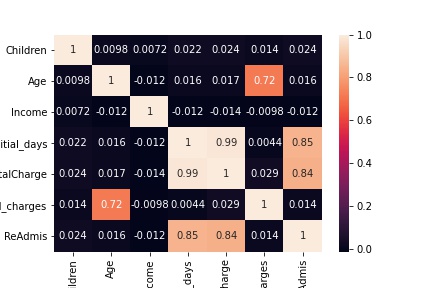 Children 1 0.0098 0.0072 0.022 0.024 0.014 0.024
Age 0.0098 1 -0.012 0.016 0.017 0.72 0.016
Income 0.0072 -0.012 1 -0.012 -0.014 -0.0098 -0.012
itial_days 0.022 0.016 -0.012 1 0.99 0.0044 0.85
talCharge 0.024 0.017 -0.014 0.99 1 0.029 0.84
l_charges 0.014 0.72 -0.0098 0.0044 0.029 1 0.014
ReAdmis 0.024 0.016 -0.012 0.85 0.84 0.014 1
ildren Age come _days harge arges Admis
1.0
0.8
0.6
0.4
0.2
0.0